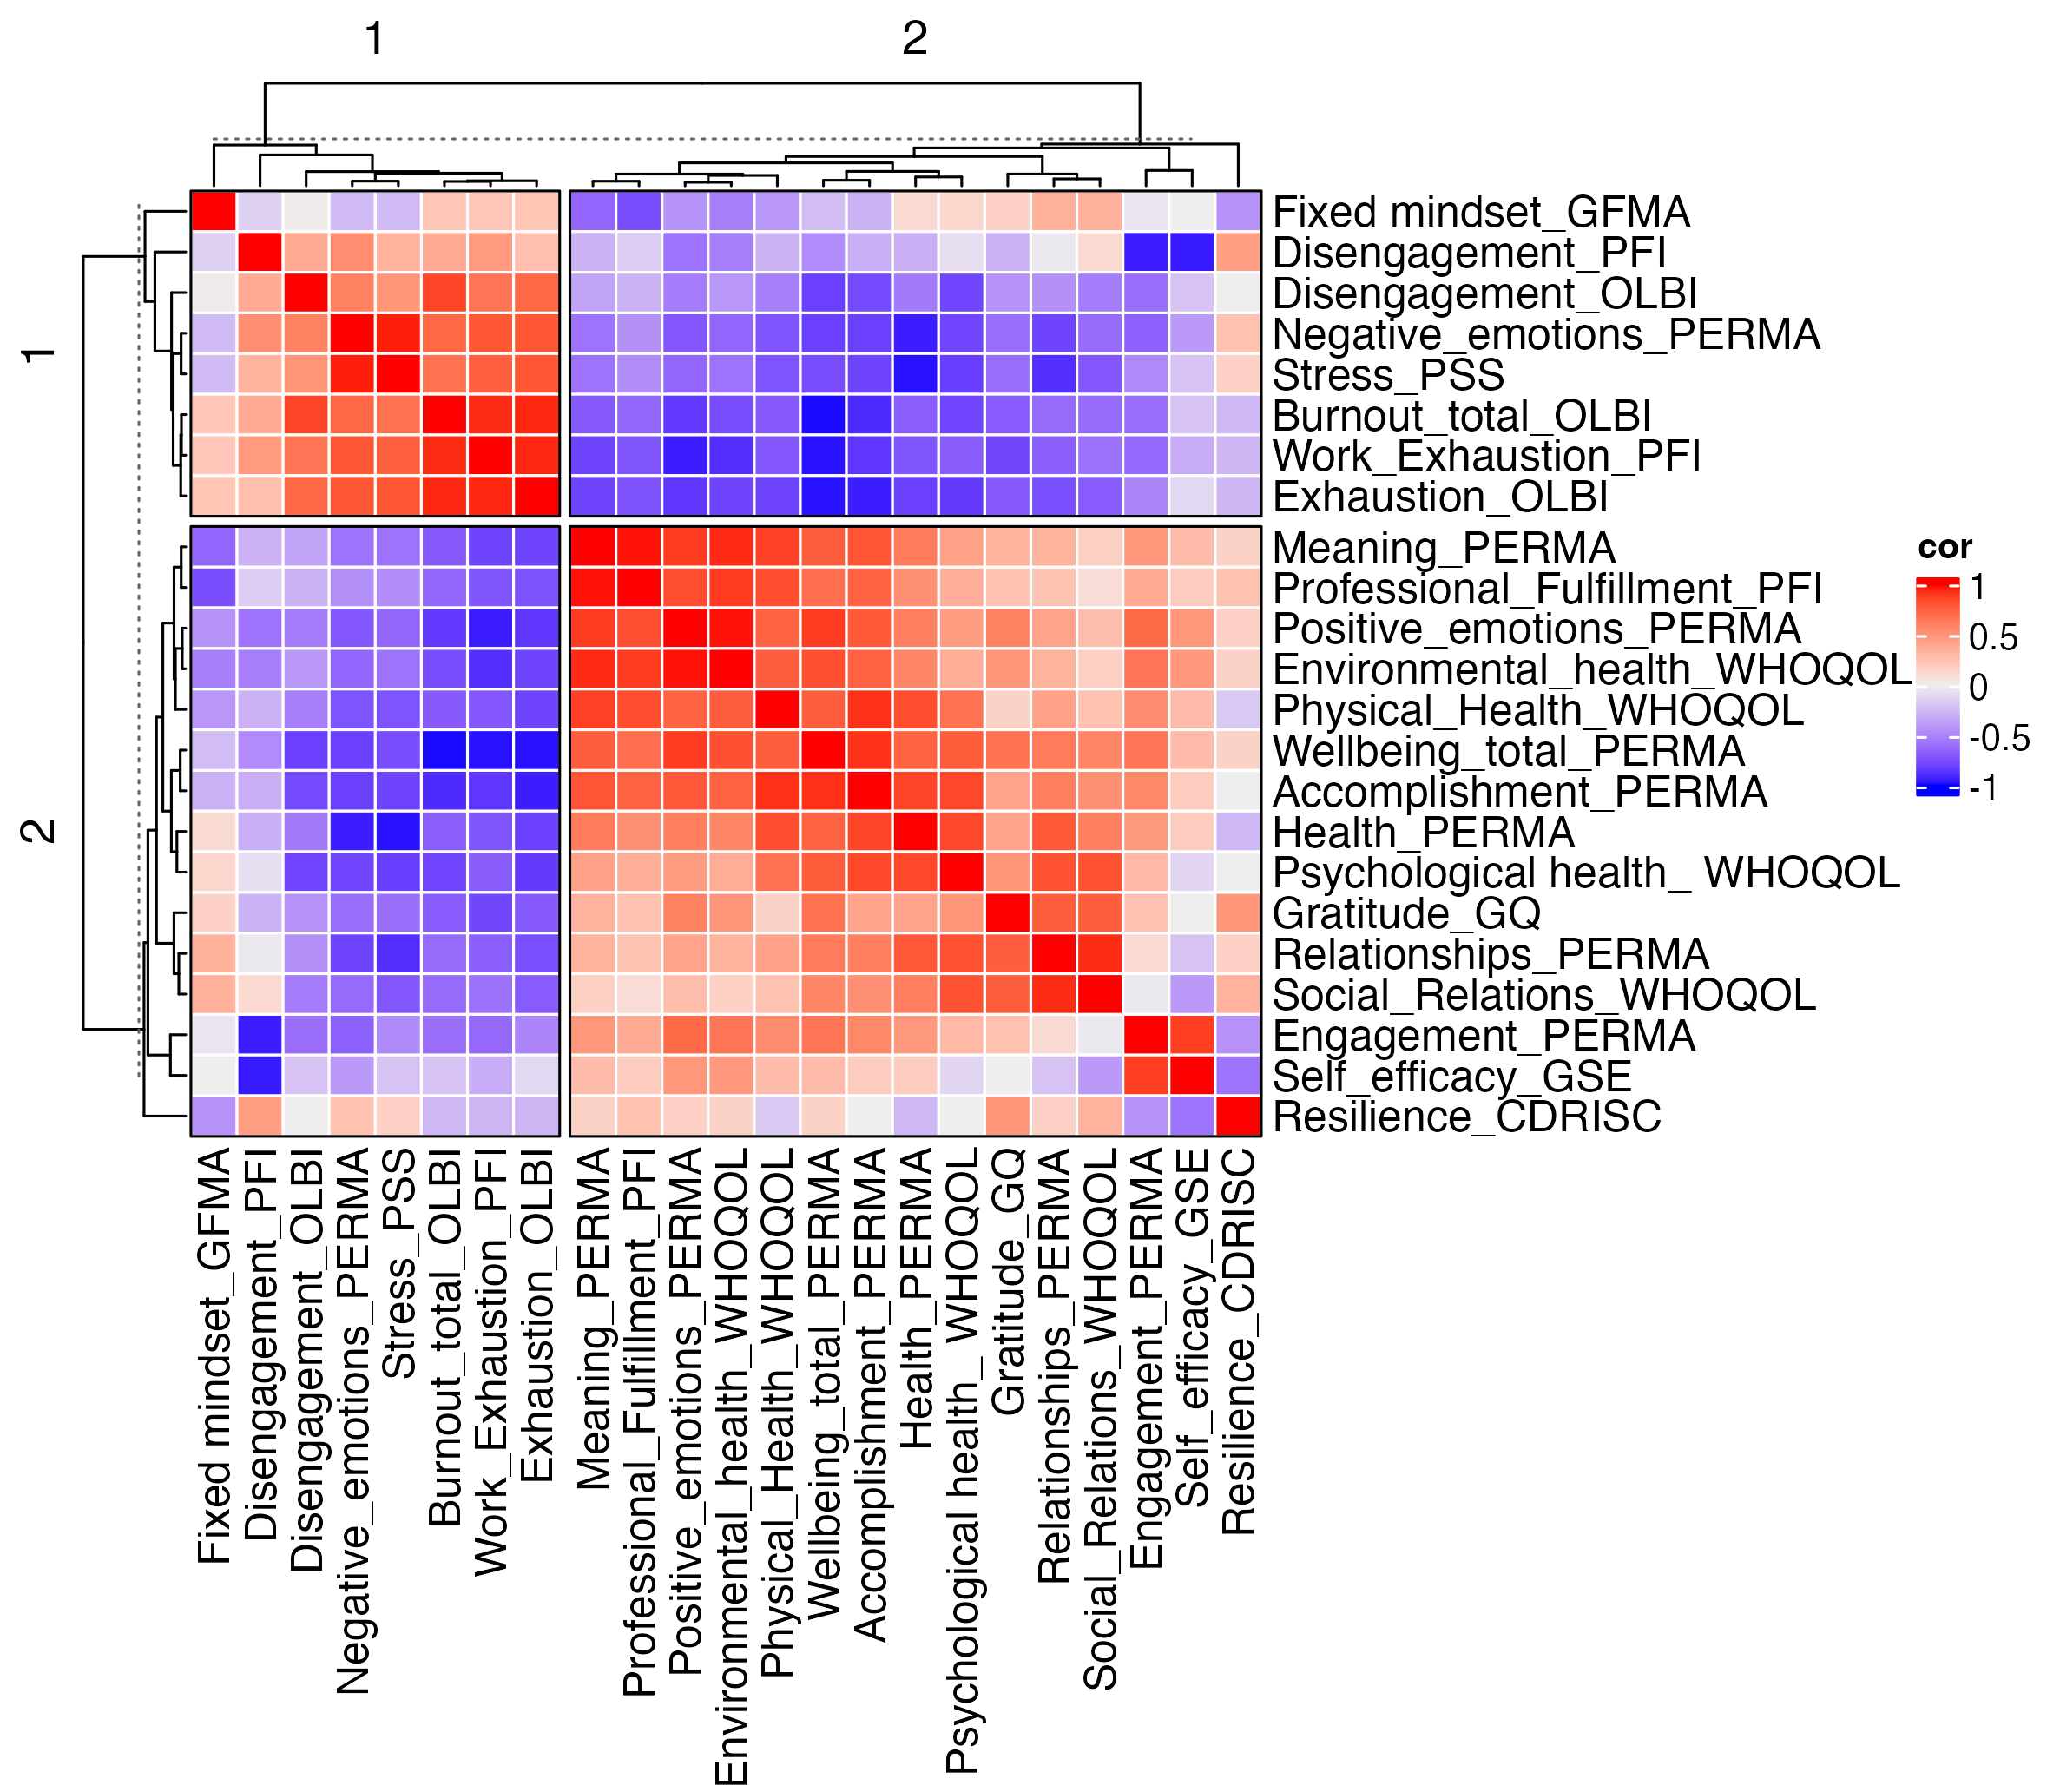 1
2
1
2
Fixed mindset_GFMA
Disengagement_PFI
Disengagement_OLBI
Negative_emotions_PERMA
Stress_PSS
Burnout_total_OLBI
Work_Exhaustion_PFI
Exhaustion_OLBI
Meaning_PERMA
Professional_Fulfillment_PFI
Positive_emotions_PERMA
Environmental_health_WHOQOL
Physical_Health_WHOQOL
Wellbeing_total_PERMA
Accomplishment_PERMA
Health_PERMA
Psychological health_ WHOQOL
Gratitude_GQ
Relationships_PERMA
Social_Relations_WHOQOL
Engagement_PERMA
Self_efficacy_GSE
Resilience_CDRISC
cor
1
0.5
0
-0.5
-1
Fixed mindset_GFMA
Disengagement_PFI
Disengagement_OLBI
Negative_emotions_PERMA
Stress_PSS
Burnout_total_OLBI
Work_Exhaustion_PFI
Exhaustion_OLBI
Meaning_PERMA
Professional_Fulfillment_PFI
Positive_emotions_PERMA
Environmental_health_WHOQOL
Physical_Health_WHOQOL
Wellbeing_total_PERMA
Accomplishment_PERMA
Health_PERMA
Psychological health_ WHOQOL
Gratitude_GQ
Relationships_PERMA
Social_Relations_WHOQOL
Engagement_PERMA
Self_efficacy_GSE
Resilience_CDRISC